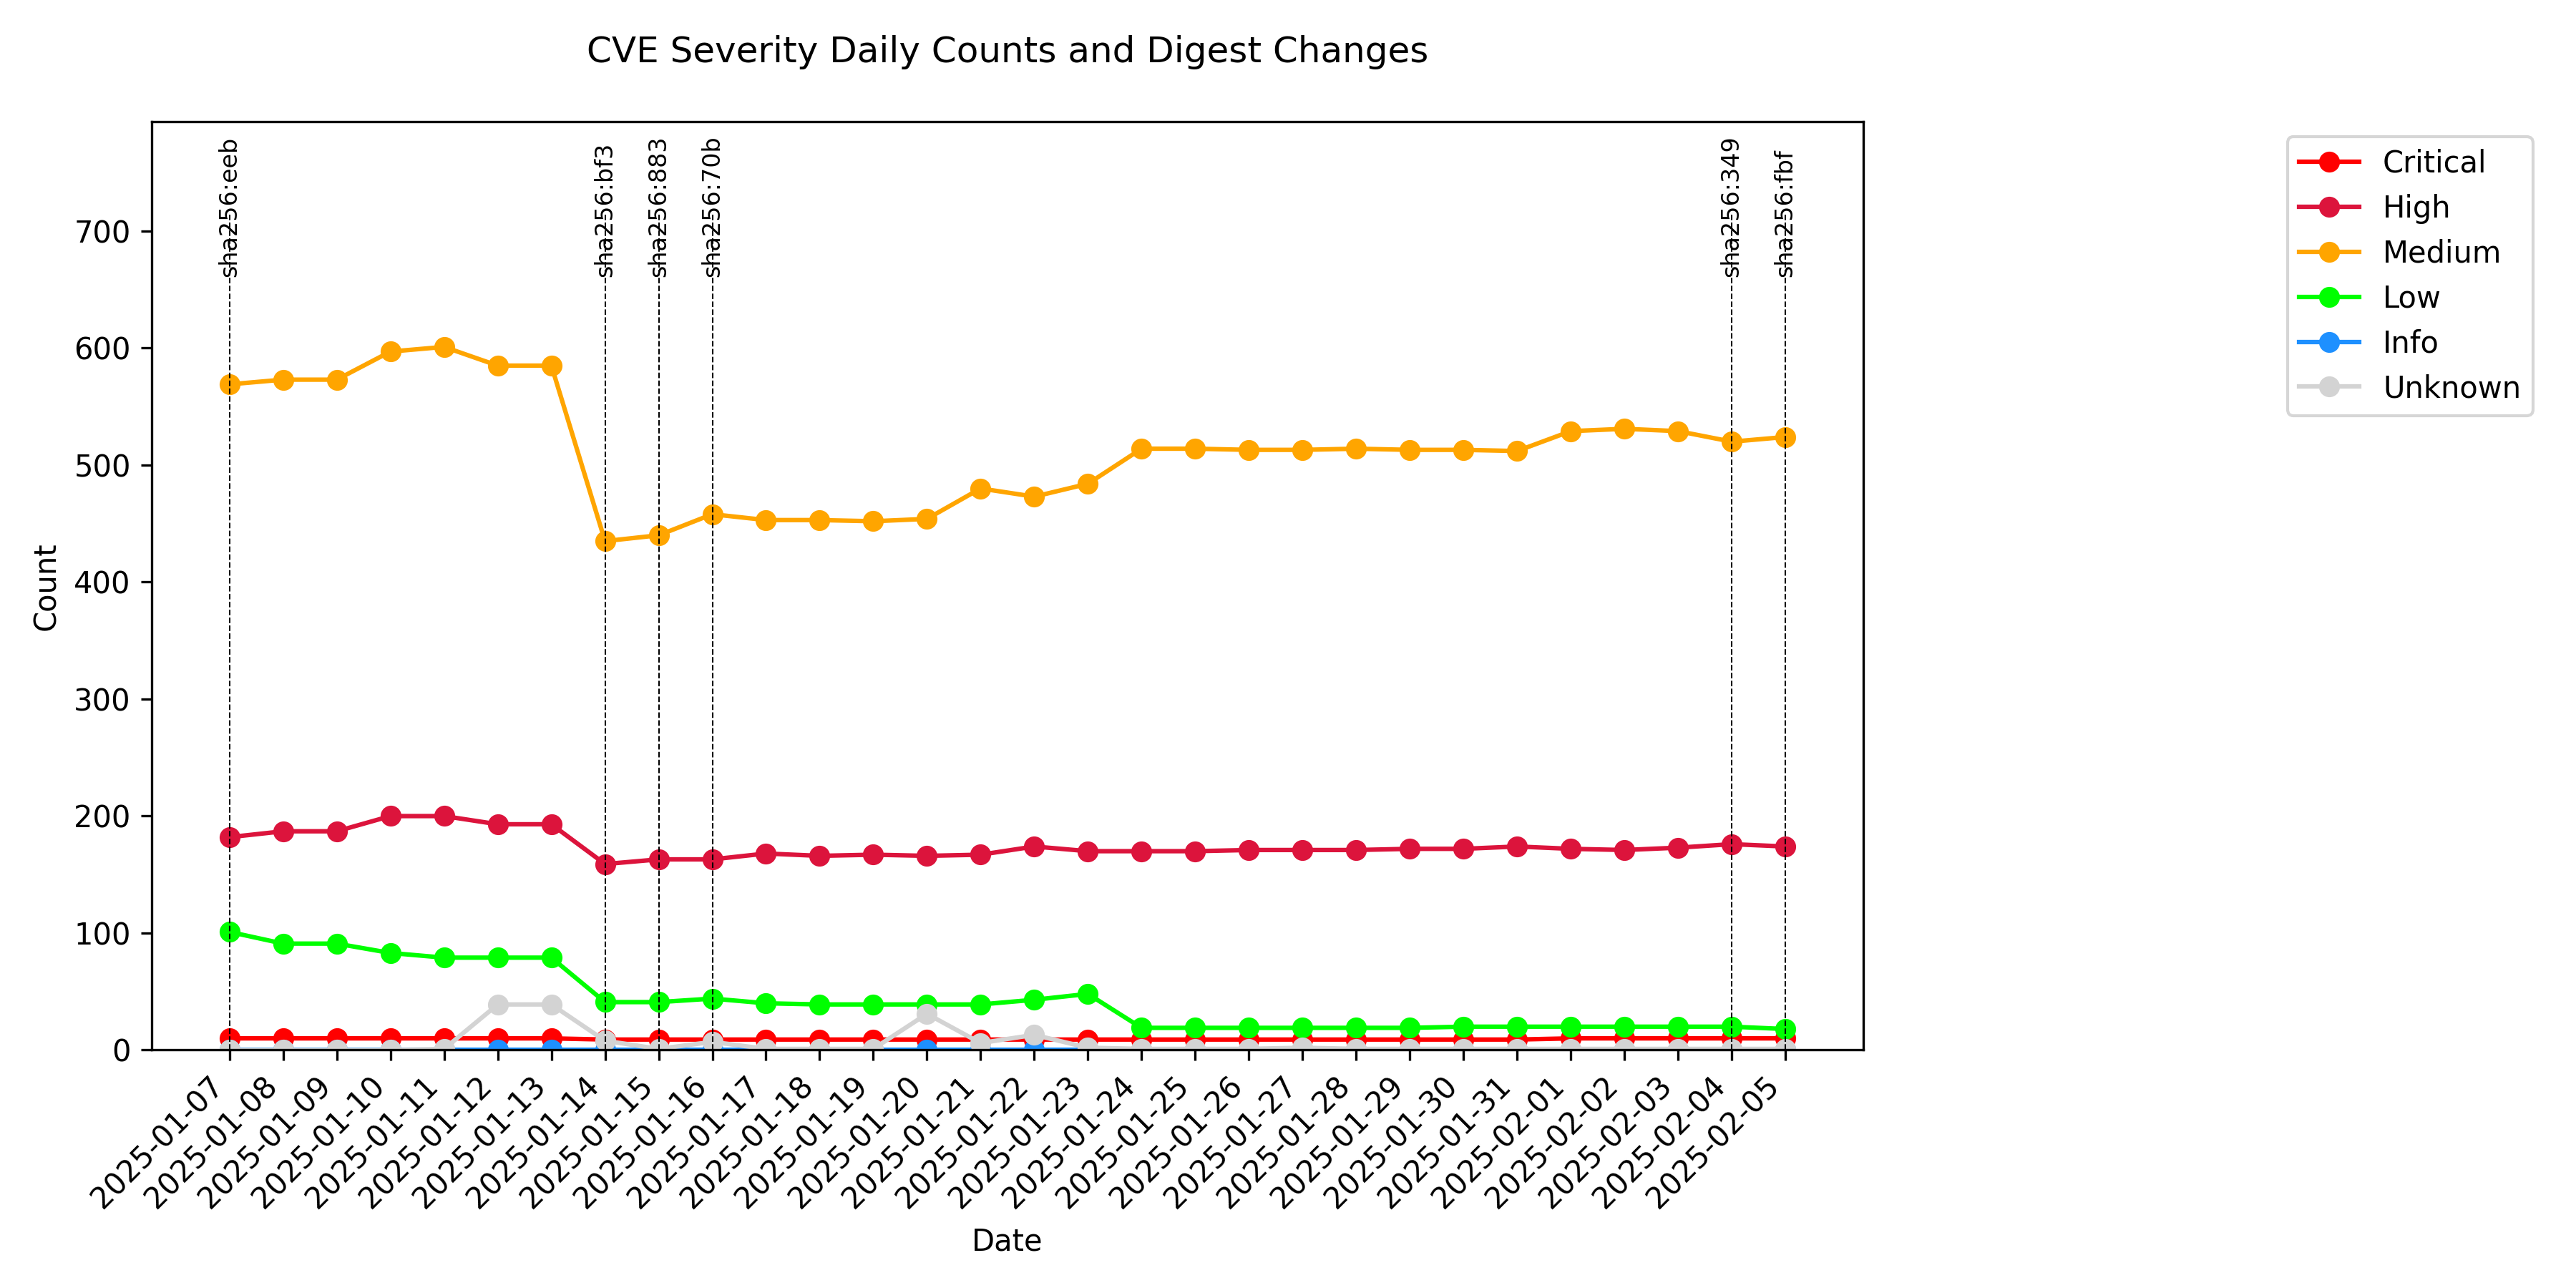 CVE Severity Daily Counts and Digest Changes
sha256:eeb
sha256:bf3
sha256:883
sha256:70b
sha256:349
sha256:fbf
Critical
High
Medium
Low
Info
Unknown
700
600
500
400
300
200
100
0
Count
2025-01-07
2025-01-08
2025-01-09
2025-01-10
2025-01-11
2025-01-12
2025-01-13
2025-01-14
2025-01-15
2025-01-16
2025-01-17
2025-01-18
2025-01-19
2025-01-20
2025-01-21
2025-01-22
2025-01-23
2025-01-24
2025-01-25
2025-01-26
2025-01-27
2025-01-28
2025-01-29
2025-01-30
2025-01-31
2025-02-01
2025-02-02
2025-02-03
2025-02-04
2025-02-05
Date